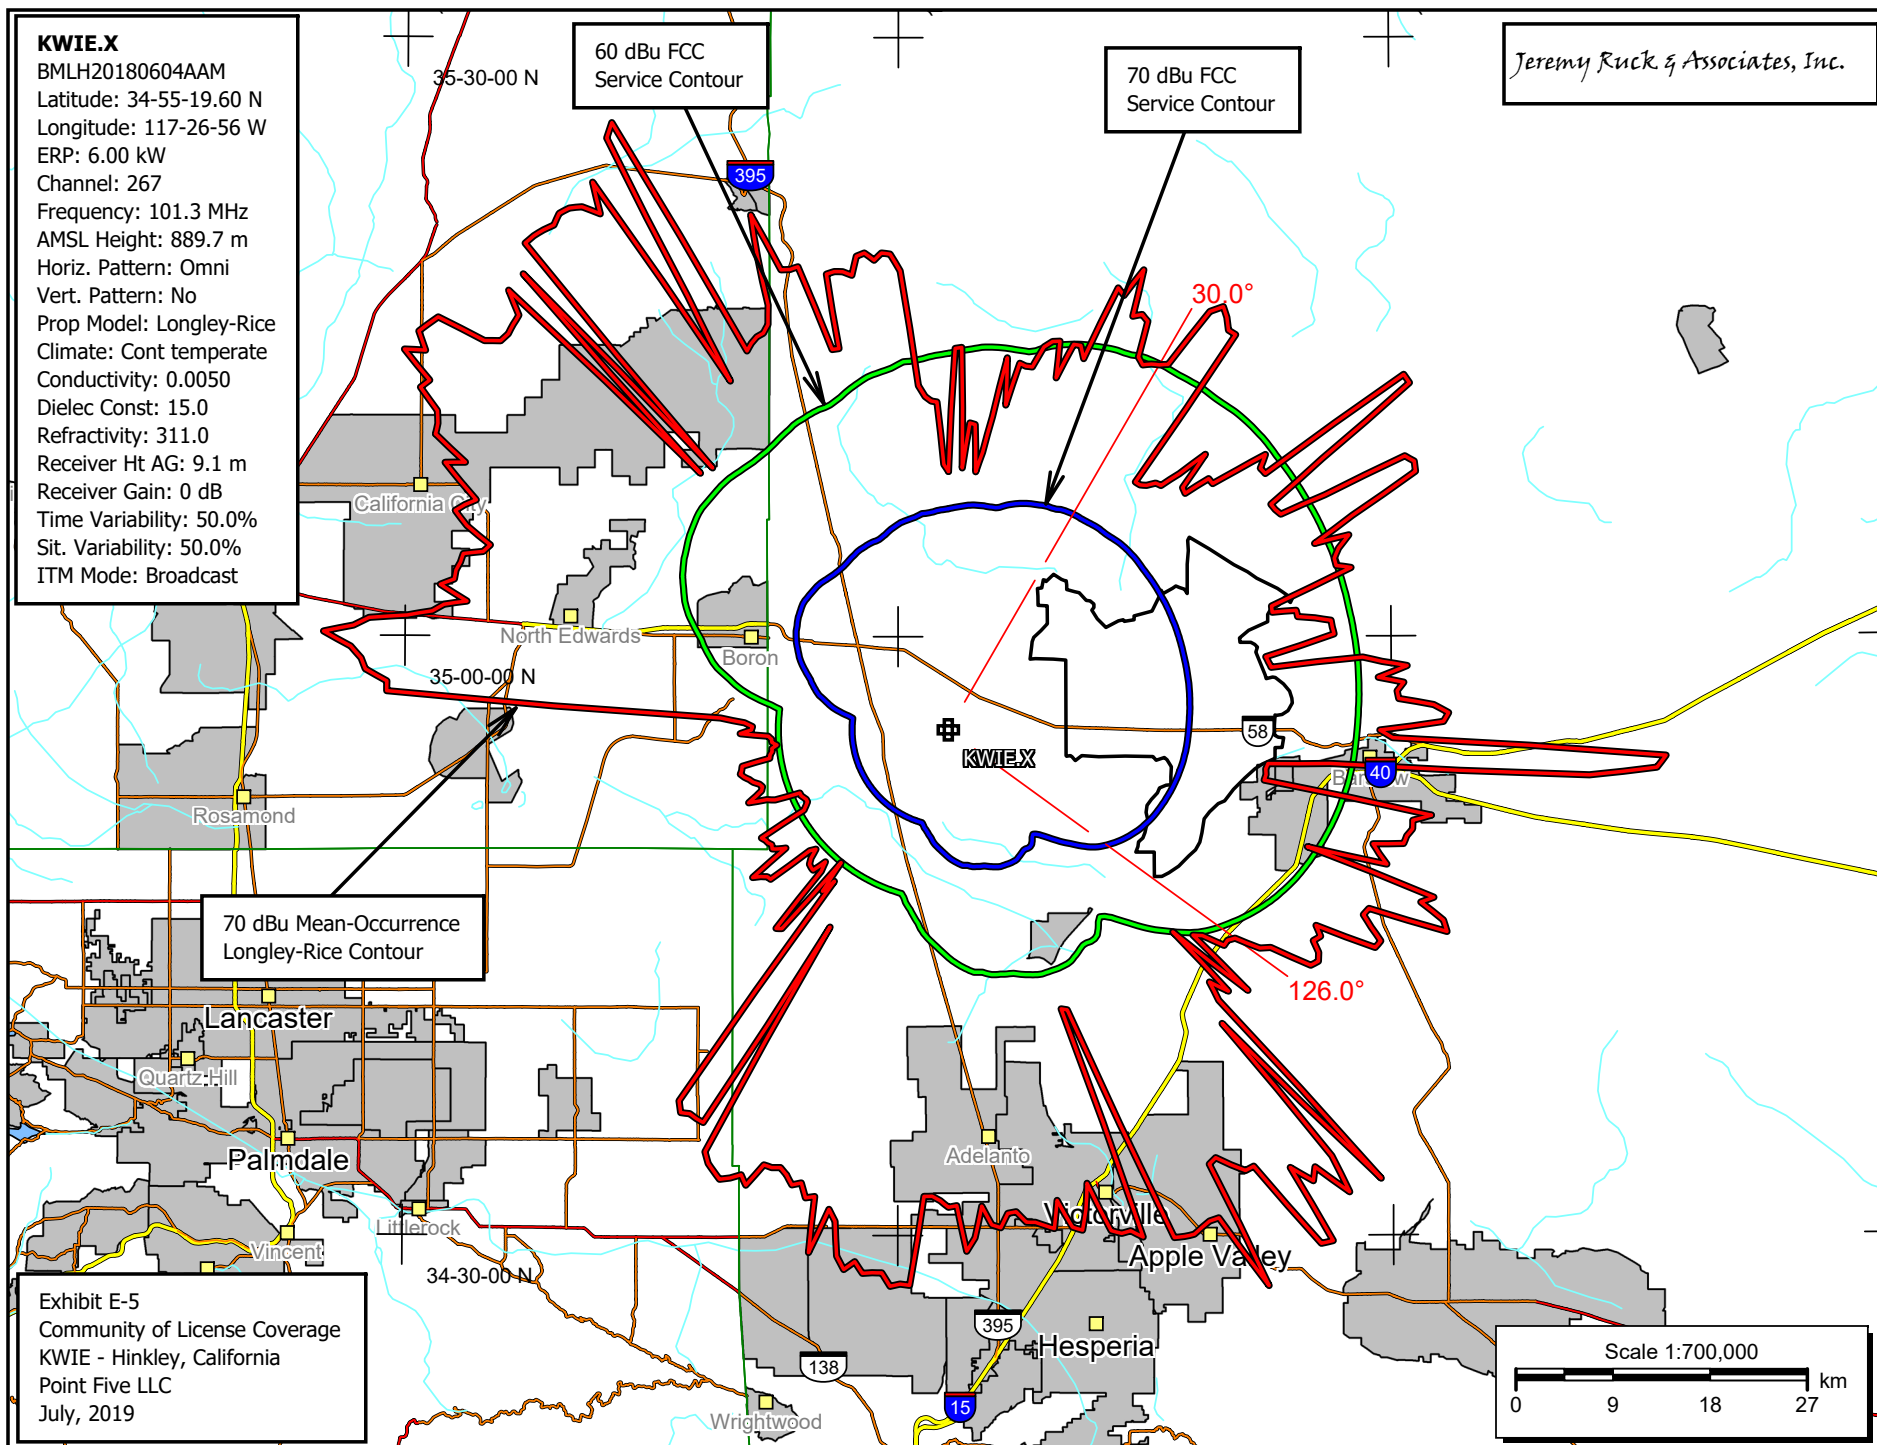 KWIE.X
BMLH20180604AAM
Latitude: 34-55-19.60 N
Longitude: 117-26-56 W
ERP: 6.00 kW
Channel: 267
Frequency: 101.3 MHz
AMSL Height: 889.7 m
Horiz. Pattern: Omni
Vert. Pattern: No
Prop Model: Longley-Rice
Climate: Cont temperate
Conductivity: 0.0050
Dielec Const: 15.0
Refractivity: 311.0
Receiver Ht AG: 9.1 m
Receiver Gain: 0 dB
Time Variability: 50.0%
Sit. Variability: 50.0%
ITM Mode: Broadcast
60 dBu FCC
Service Contour
70 dBu FCC
Service Contour
Jeremy Ruck & Associates, Inc.
35-30-00 N
395
30.0°
California City
North Edwards
Boron
35-00-00 N
58
KWIE.X
Barstow
40
Rosamond
70 dBu Mean-Occurrence
Longley-Rice Contour
126.0°
Lancaster
Quartz Hill
Palmdale
Adelanto
Littlerock
Victorville
Vincent
Apple Valley
34-30-00 N
395
Hesperia
138
15
Wrightwood
Exhibit E-5
Community of License Coverage
KWIE - Hinkley, California
Point Five LLC
July, 2019
Scale 1:700,000
km
0 9 18 27